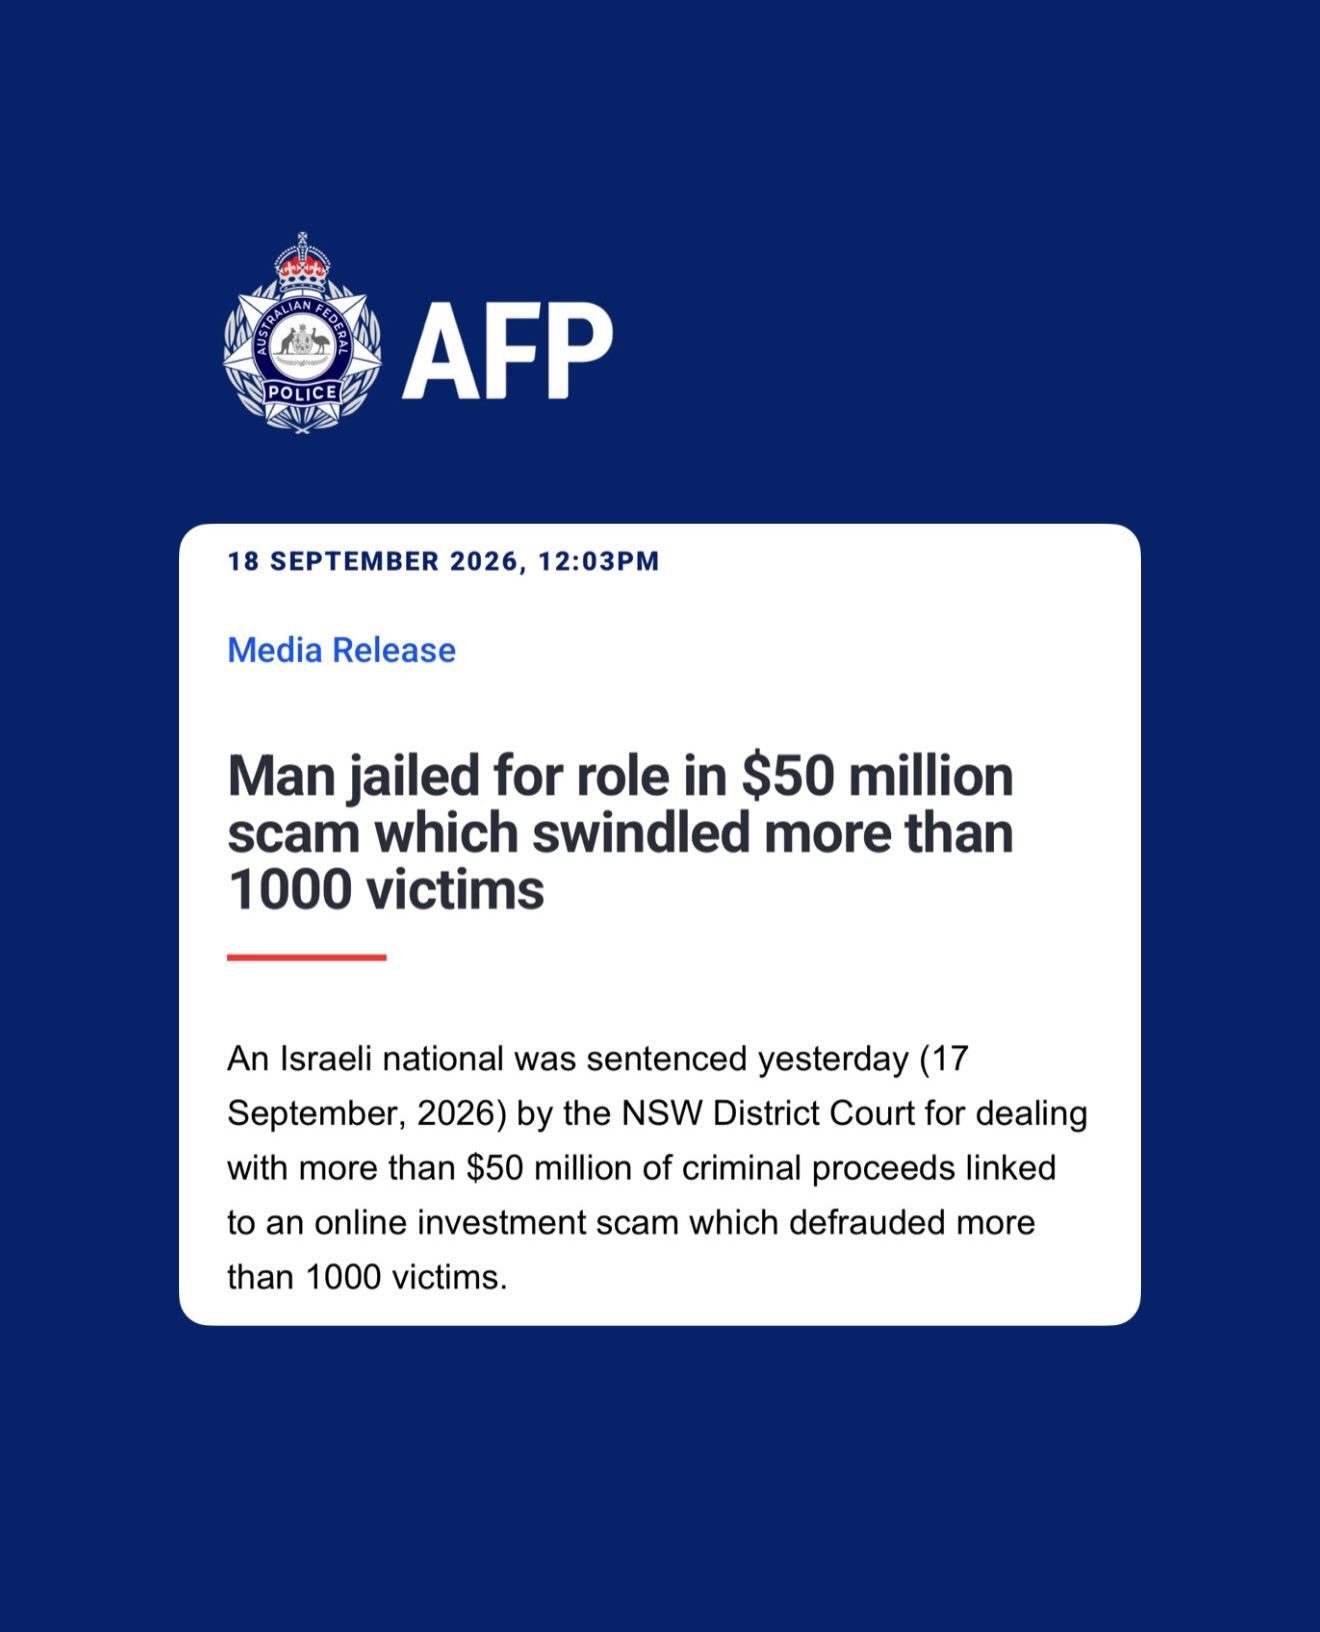 AUSTRALIAN FEDERAL
POLICE
AFP
18 SEPTEMBER 2026, 12:03PM
Media Release
Man jailed for role in $50 million
scam which swindled more than
1000 victims
An Israeli national was sentenced yesterday (17
September, 2026) by the NSW District Court for dealing
with more than $50 million of criminal proceeds linked
to an online investment scam which defrauded more
than 1000 victims.